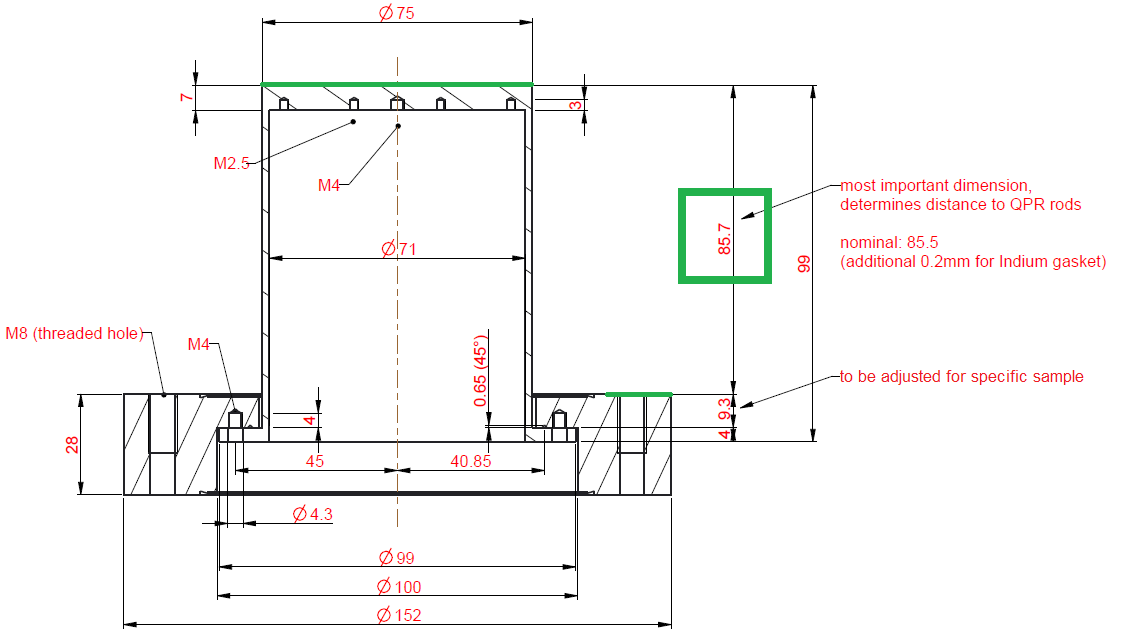 Ø75
7
3
M2.5
M4
most important dimension,
determines distance to QPR rods
85.7
nominal: 85.5
(additional 0.2mm for Indium gasket)
Ø71
99
M8 (threaded hole)
M4
0.65 (45°)
to be adjusted for specific sample
9.3
4
4
28
45
40.85
Ø4.3
Ø99
Ø100
Ø152